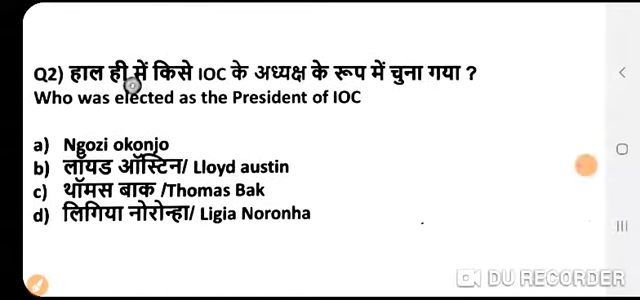 Q2) हाल ही में किसे IOC के अध्यक्ष के रूप में चुना गया ?
Who was elected as the President of IOC
a) Ngozi okonjo
b) लॉयड ऑस्टिन/ Lloyd austin
c) थॉमस बाक /Thomas Bak
d) लिगिया नोरोन्हा/ Ligia Noronha
DU RECORDER